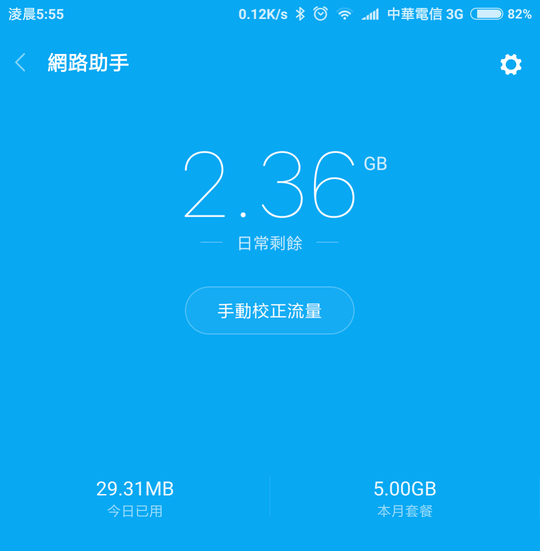 凌晨5:55 0.12K/s 中華電信 3G 82%
網路助手
2.36 GB
日常剩餘
手動校正流量
29.31MB 5.00GB
今日已用 本月套餐